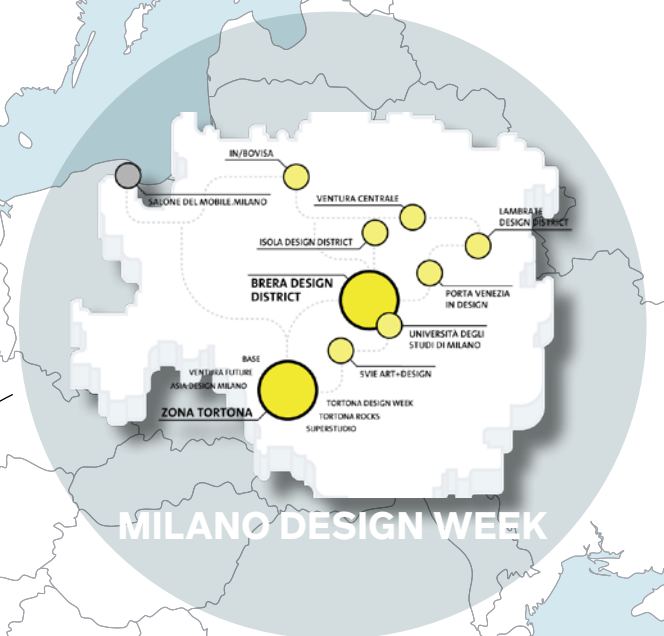 IN/BOVISA
SALONE DEL MOBILE.MILANO
VENTURA CENTRALE
LAMBRATE
DESIGN DISTRICT
ISOLA DESIGN DISTRICT
BRERA DESIGN
DISTRICT
PORTA VENEZIA
IN DESIGN
UNIVERSITÀ DEGLI
STUDI DI MILANO
BASE
VENTURA FUTURE
ASIA DESIGN MILANO
5VIE ART+DESIGN
ZONA TORTONA
TORTONA DESIGN WEEK
TORTONA ROCKS
SUPERSTUDIO
MILANO DESIGN WEEK